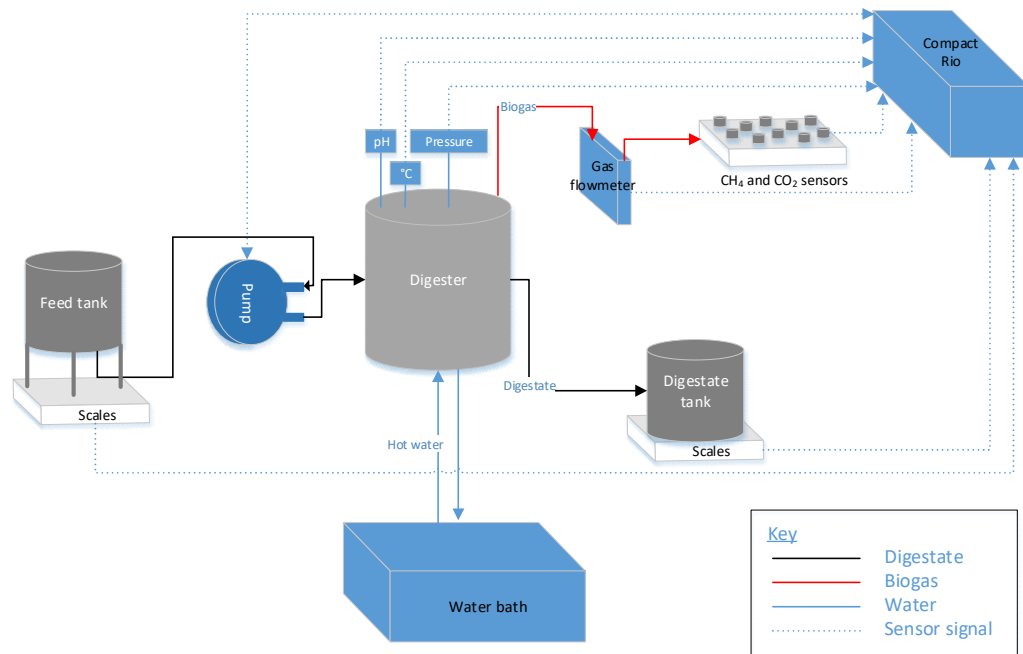 Compact
Rio
Biogas
pH
Pressure
°C
Gas
flowmeter
CH₄ and CO₂ sensors
Feed tank
Pump
Digester
Scales
Digestate
Digestate
tank
Scales
Hot water
Water bath
Key
Digestate
Biogas
Water
Sensor signal